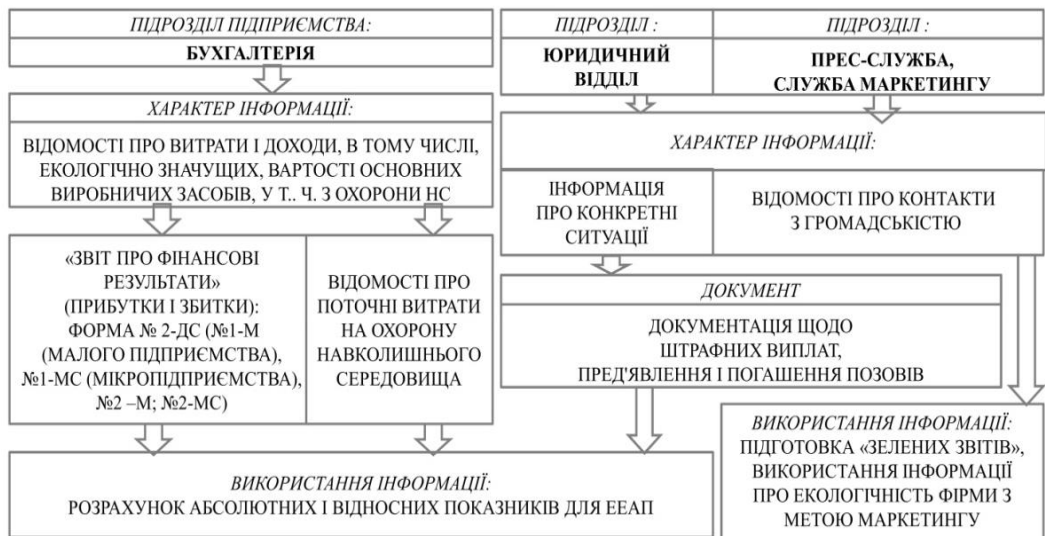 ПІДРОЗДІЛ ПІДПРИЄМСТВА:
БУХГАЛТЕРІЯ
ХАРАКТЕР ІНФОРМАЦІЇ:
ВІДОМОСТІ ПРО ВИТРАТИ І ДОХОДИ, В ТОМУ ЧИСЛІ,
ЕКОЛОГІЧНО ЗНАЧУЩИХ, ВАРТОСТІ ОСНОВНИХ
ВИРОБНИЧИХ ЗАСОБІВ, У Т.. Ч. З ОХОРОНИ НС
«ЗВІТ ПРО ФІНАНСОВІ
РЕЗУЛЬТАТИ»
(ПРИБУТКИ І ЗБИТКИ):
ФОРМА № 2-ДС (№1-М
(МАЛОГО ПІДПРИЄМСТВА),
№1-МС (МІКРОПІДПРИЄМСТВА),
№2 –М; №2-МС)
ВІДОМОСТІ ПРО
ПОТОЧНІ ВИТРАТИ
НА ОХОРОНУ
НАВКОЛИШНЬОГО
СЕРЕДОВИЩА
ПІДРОЗДІЛ :
ЮРИДИЧНИЙ
ВІДДІЛ
ПІДРОЗДІЛ :
ПРЕС-СЛУЖБА,
СЛУЖБА МАРКЕТИНГУ
ХАРАКТЕР ІНФОРМАЦІЇ:
ІНФОРМАЦІЯ
ПРО КОНКРЕТНІ
СИТУАЦІЇ
ВІДОМОСТІ ПРО КОНТАКТИ
З ГРОМАДСЬКІСТЮ
ДОКУМЕНТ
ДОКУМЕНТАЦІЯ ЩОДО
ШТРАФНИХ ВИПЛАТ,
ПРЕД'ЯВЛЕННЯ І ПОГАШЕННЯ ПОЗОВІВ
ВИКОРИСТАННЯ ІНФОРМАЦІЇ:
РОЗРАХУНОК АБСОЛЮТНИХ І ВІДНОСНИХ ПОКАЗНИКІВ ДЛЯ ЕЕАП
ВИКОРИСТАННЯ ІНФОРМАЦІЇ:
ПІДГОТОВКА «ЗЕЛЕНИХ ЗВІТІВ»,
ВИКОРИСТАННЯ ІНФОРМАЦІЇ
ПРО ЕКОЛОГІЧНІСТЬ ФІРМИ З
МЕТОЮ МАРКЕТИНГУ